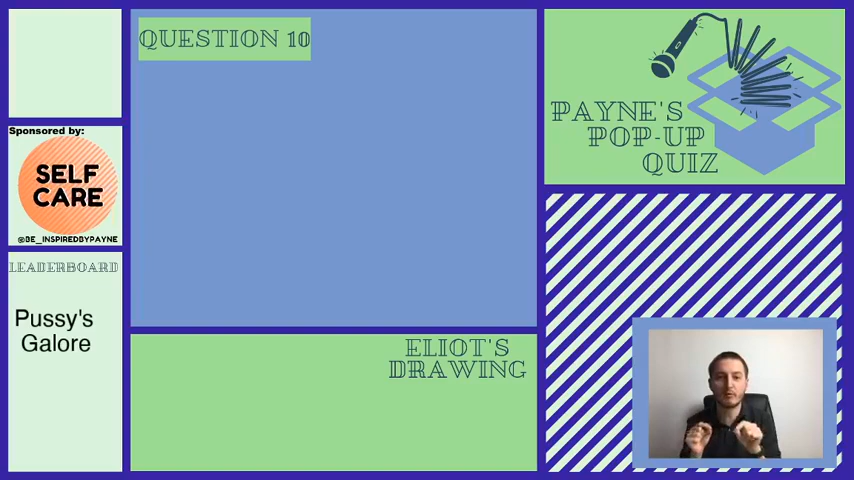 QUESTION 10
PAYNE'S
POP-UP
QUIZ
Sponsored by:
SELF
CARE
@BE_INSPIREDBYPAYNE
LEADERBOARD
Pussy's
Galore
ELIOT'S
DRAWING